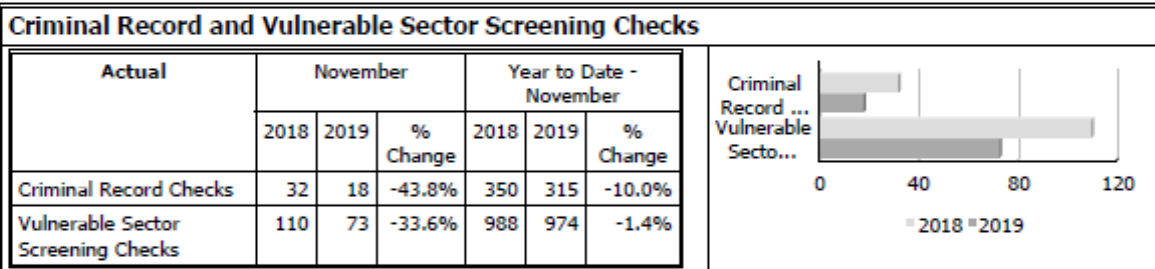 Criminal Record and Vulnerable Sector Screening Checks
Actual November Year to Date -
November
2018 2019 % 2018 2019 %
Change Change
Criminal Record Checks 32 18 -43.8% 350 315 -10.0%
Vulnerable Sector 110 73 -33.6% 988 974 -1.4%
Screening Checks
Criminal
Record ...
Vulnerable
Secto...
0 40 80 120
2018 2019